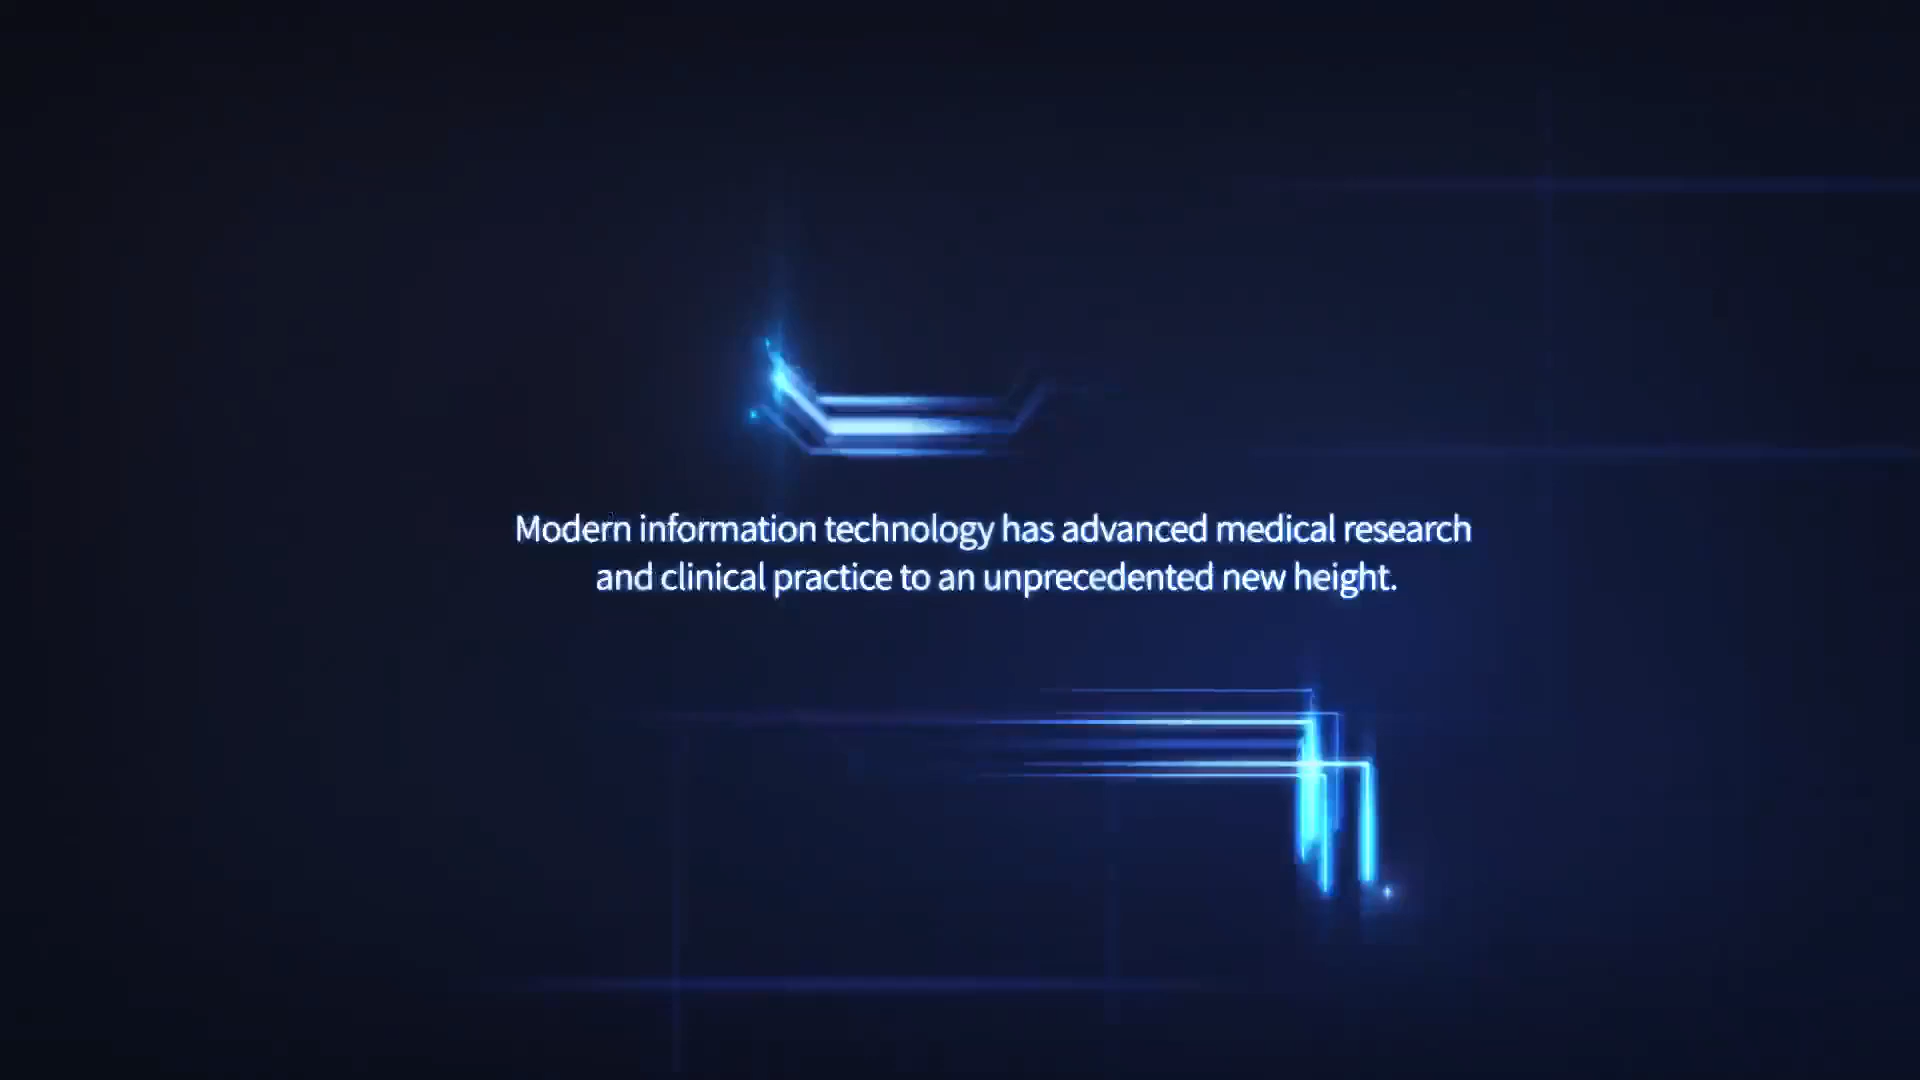 Modern information technology has advanced medical research
and clinical practice to an unprecedented new height.